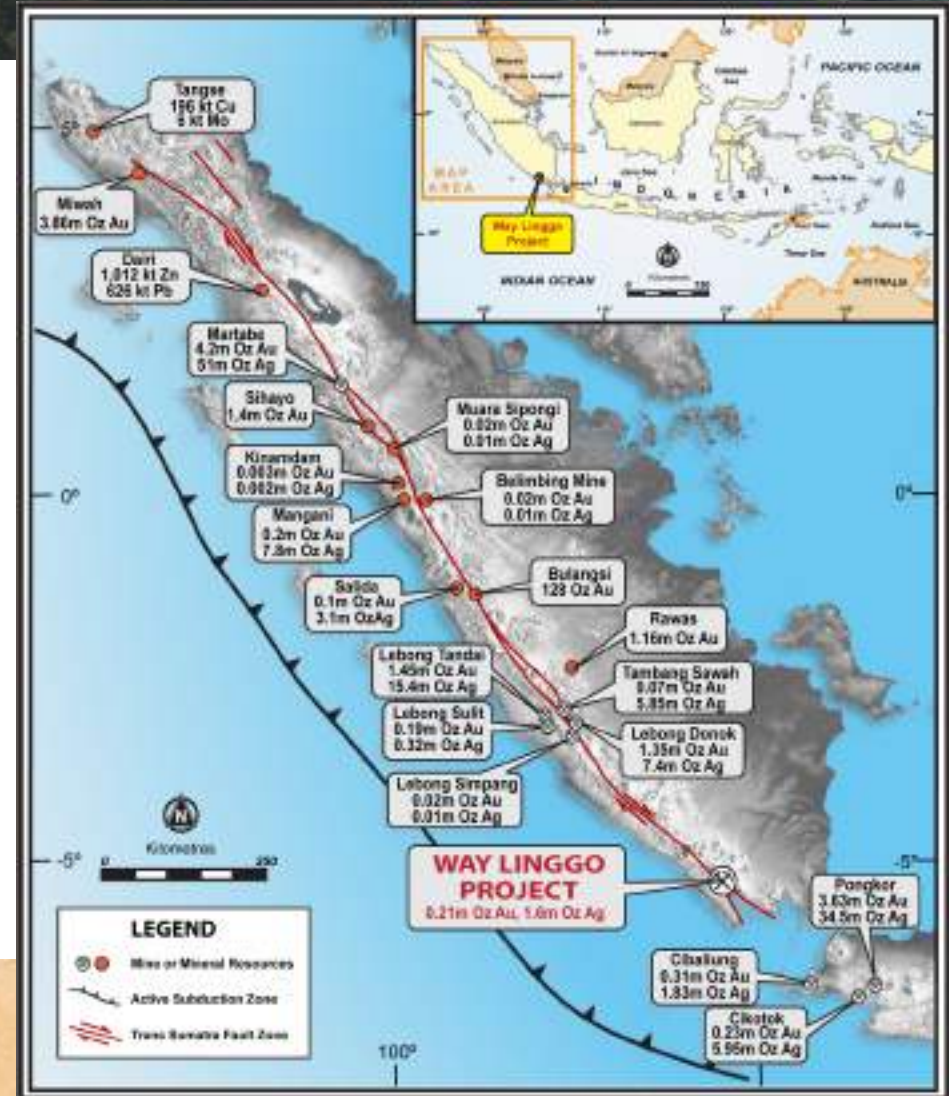 Tangse
196 kt Cu
6 kt Mo
5°
Miwah
3.86m Oz Au
Dairi
1,012 kt Zn
626 kt Pb
Martabe
4.2m Oz Au
51m Oz Ag
Sihayo
1.4m Oz Au
Muara Sipongi
0.02m Oz Au
0.01m Oz Ag
Kinamdam
0.003m Oz Au
0.002m Oz Ag
0°
Belimbing Mine
0.02m Oz Au
0.01m Oz Ag
0°
Mangani
0.2m Oz Au
7.8m Oz Ag
Salida
0.1m Oz Au
3.1m OzAg
Bulangsi
128 Oz Au
Rawas
1.16m Oz Au
Lebong Tandai
1.45m Oz Au
15.4m Oz Ag
Tambang Sawah
0.07m Oz Au
5.85m Oz Ag
Lebong Sulit
0.19m Oz Au
0.32m Oz Ag
Lebong Donok
1.35m Oz Au
7.4m Oz Ag
Lebong Simpang
0.02m Oz Au
0.01m Oz Ag
N
Kilometres
0 250
-5°
WAY LINGGO
PROJECT
0.21m Oz Au, 1.6m Oz Ag
-5°
Pongkor
3.63m Oz Au
34.5m Oz Ag
Cibaliung
0.31m Oz Au
1.83m Oz Ag
Cikotok
0.23m Oz Au
5.95m Oz Ag
100°
LEGEND
Mine or Mineral Resources
Active Subduction Zone
Trans Sumatra Fault Zone
PACIFIC OCEAN
MAP
AREA
INDONESIA
Way Linggo
Project
Java Sea
Timor Sea
Kilometres
INDIAN OCEAN
AUSTRALIA